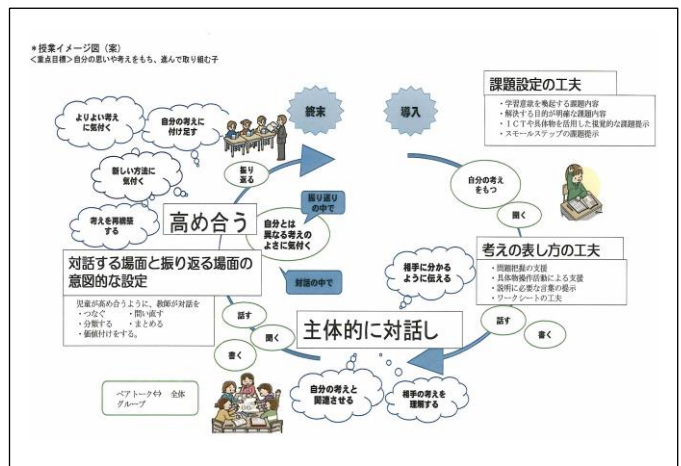 *授業イメージ図（案）
＜重点目標＞自分の思いや考えをもち、進んで取り組む子
終末
導入
課題設定の工夫
・学習意欲を喚起する課題内容
・解決する目的が明確な課題内容
・ICTや具体物を活用した視覚的な課題提示
・スモールステップの課題提示
自分の考え
をもつ
聞く
考えの表し方の工夫
・問題把握の支援
・具体物操作活動による支援
・説明に必要な言葉の提示
・ワークシートの工夫
話す
書く
相手に分かる
ように伝える
主体的に対話し
相手の考えを
理解する
自分の考えと
関連させる
聞く
話す
書く
ペアトーク⇔　全体
グループ
対話する場面と振り返る場面の
意図的な設定
児童が高め合うように、教師が対話を
・つなぐ　・問い直す
・分類する　・まとめる
・価値付けをする。
高め合う
自分とは
異なる考えの
よさに気付く
振り返り
の中で
対話の中で
考えを再構築
する
新しい方法に
気付く
よりよい考え
に気付く
自分の考えに
付け足す
振り
返る